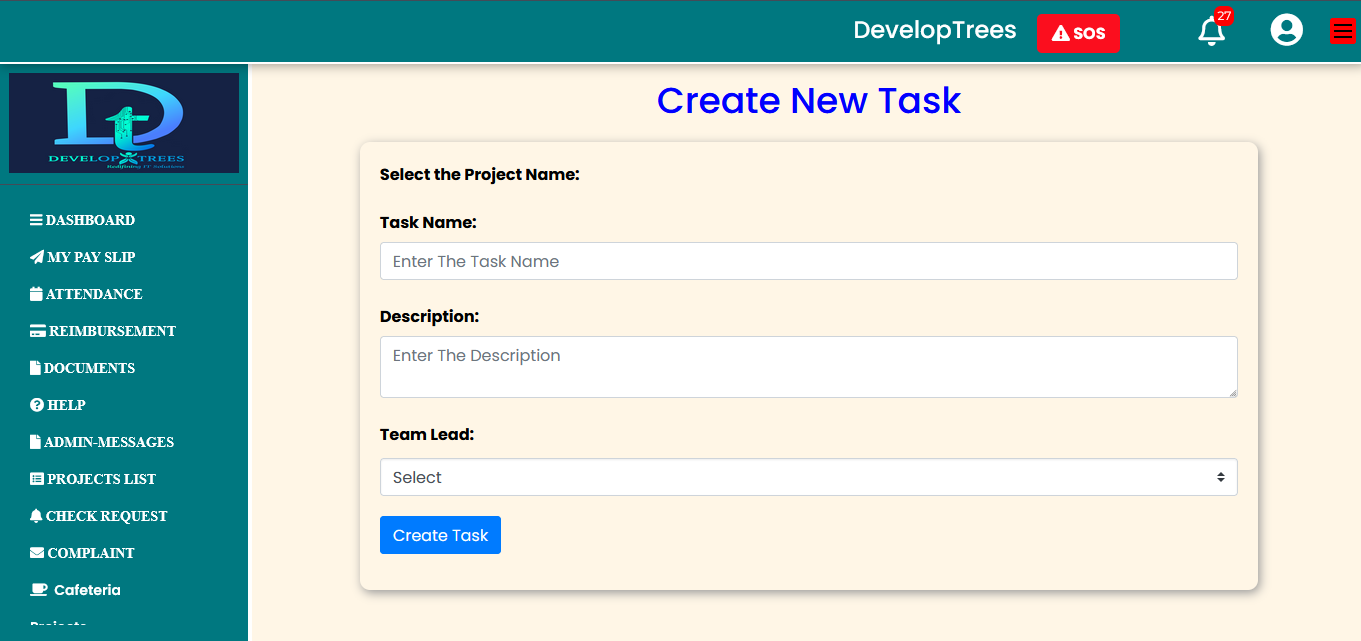 DevelopTrees
SOS
27
DEVELOP TREES
Redefining IT Solutions
Create New Task
DASHBOARD
MY PAY SLIP
ATTENDANCE
REIMBURSEMENT
DOCUMENTS
HELP
ADMIN-MESSAGES
PROJECTS LIST
CHECK REQUEST
COMPLAINT
Cafeteria
Projects
Select the Project Name:
Task Name:
Enter The Task Name
Description:
Enter The Description
Team Lead:
Select
Create Task